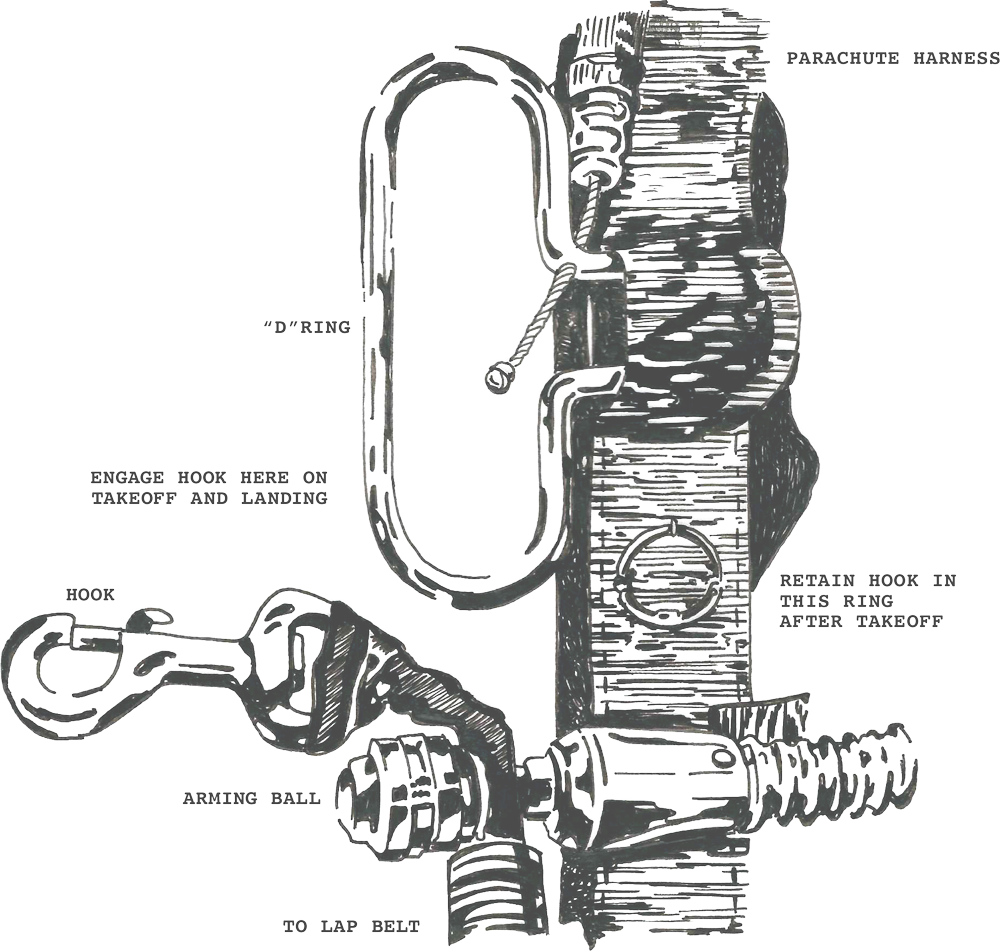 PARACHUTE HARNESS
“D”RING
ENGAGE HOOK HERE ON
TAKEOFF AND LANDING
HOOK
RETAIN HOOK IN
THIS RING
AFTER TAKEOFF
ARMING BALL
TO LAP BELT